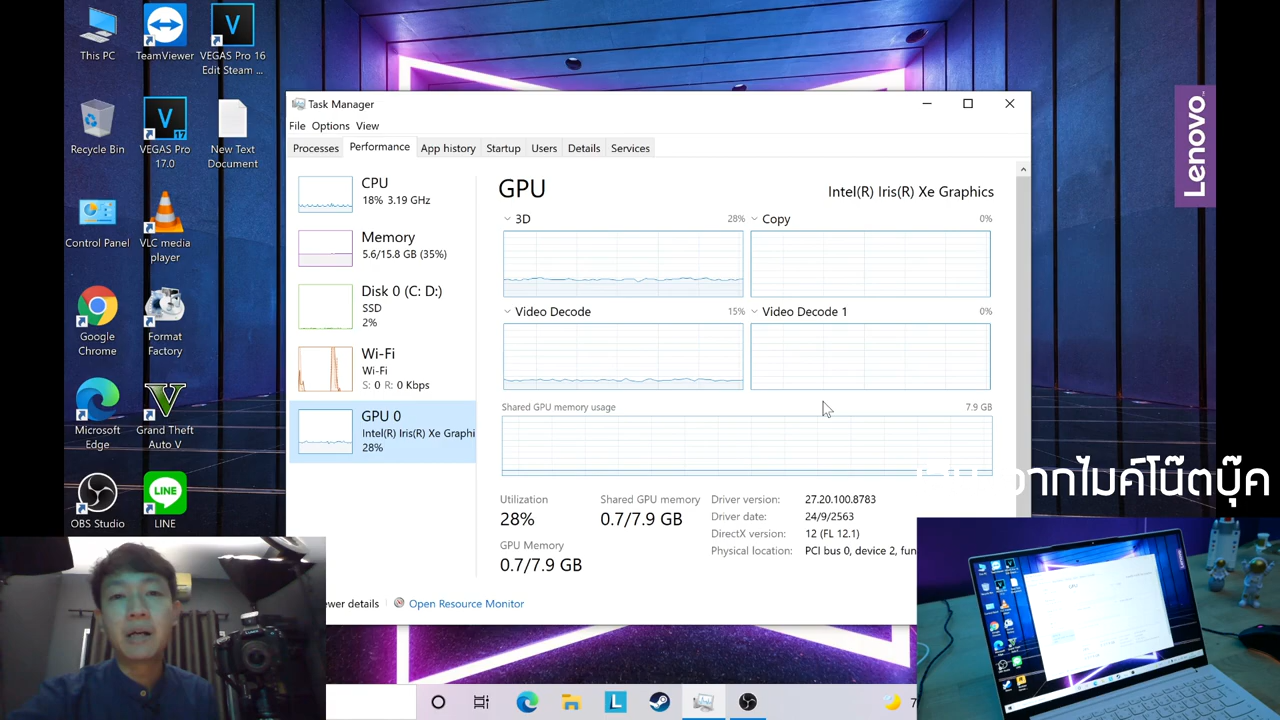 This PC
TeamViewer
VEGAS Pro 16
Edit Steam ...
Recycle Bin
VEGAS Pro
17.0
New Text
Document
Control Panel
VLC media
player
Google
Chrome
Format
Factory
Microsoft
Edge
Grand Theft
Auto V
OBS Studio
LINE
LINE
Lenovo
Task Manager
File Options View
Processes Performance App history Startup Users Details Services
CPU
18% 3.19 GHz
Memory
5.6/15.8 GB (35%)
Disk 0 (C: D:)
SSD
2%
Wi-Fi
Wi-Fi
S: 0 R: 0 Kbps
GPU 0
Intel(R) Iris(R) Xe Graphi
28%
GPU
Intel(R) Iris(R) Xe Graphics
3D 28%
Copy 0%
Video Decode 15%
Video Decode 1 0%
Shared GPU memory usage 7.9 GB
Utilization
28%
Shared GPU memory
0.7/7.9 GB
GPU Memory
0.7/7.9 GB
Driver version: 27.20.100.8783
Driver date: 24/9/2563
DirectX version: 12 (FL 12.1)
Physical location: PCI bus 0, device 2, fun
ewer details
Open Resource Monitor
จากไมค์โน๊ตบุ๊ค